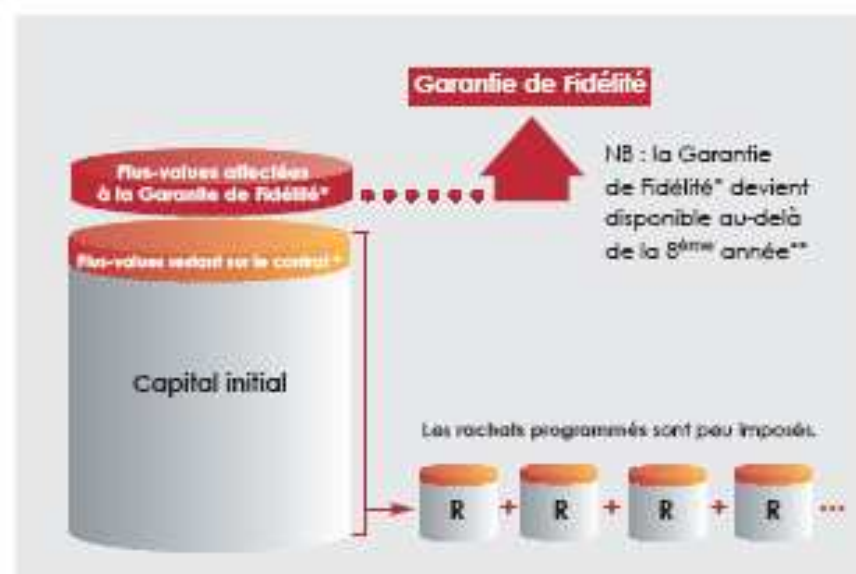 Garantie de Fidélité
Plus-values affectées
à la Garantie de Fidélité*
NB : la Garantie
de Fidélité* devient
disponible au-delà
de la 8ème année**
Plus-values restant sur le contrat *
Capital initial
Les rachats programmés sont peu imposés.
R + R + R + R ...